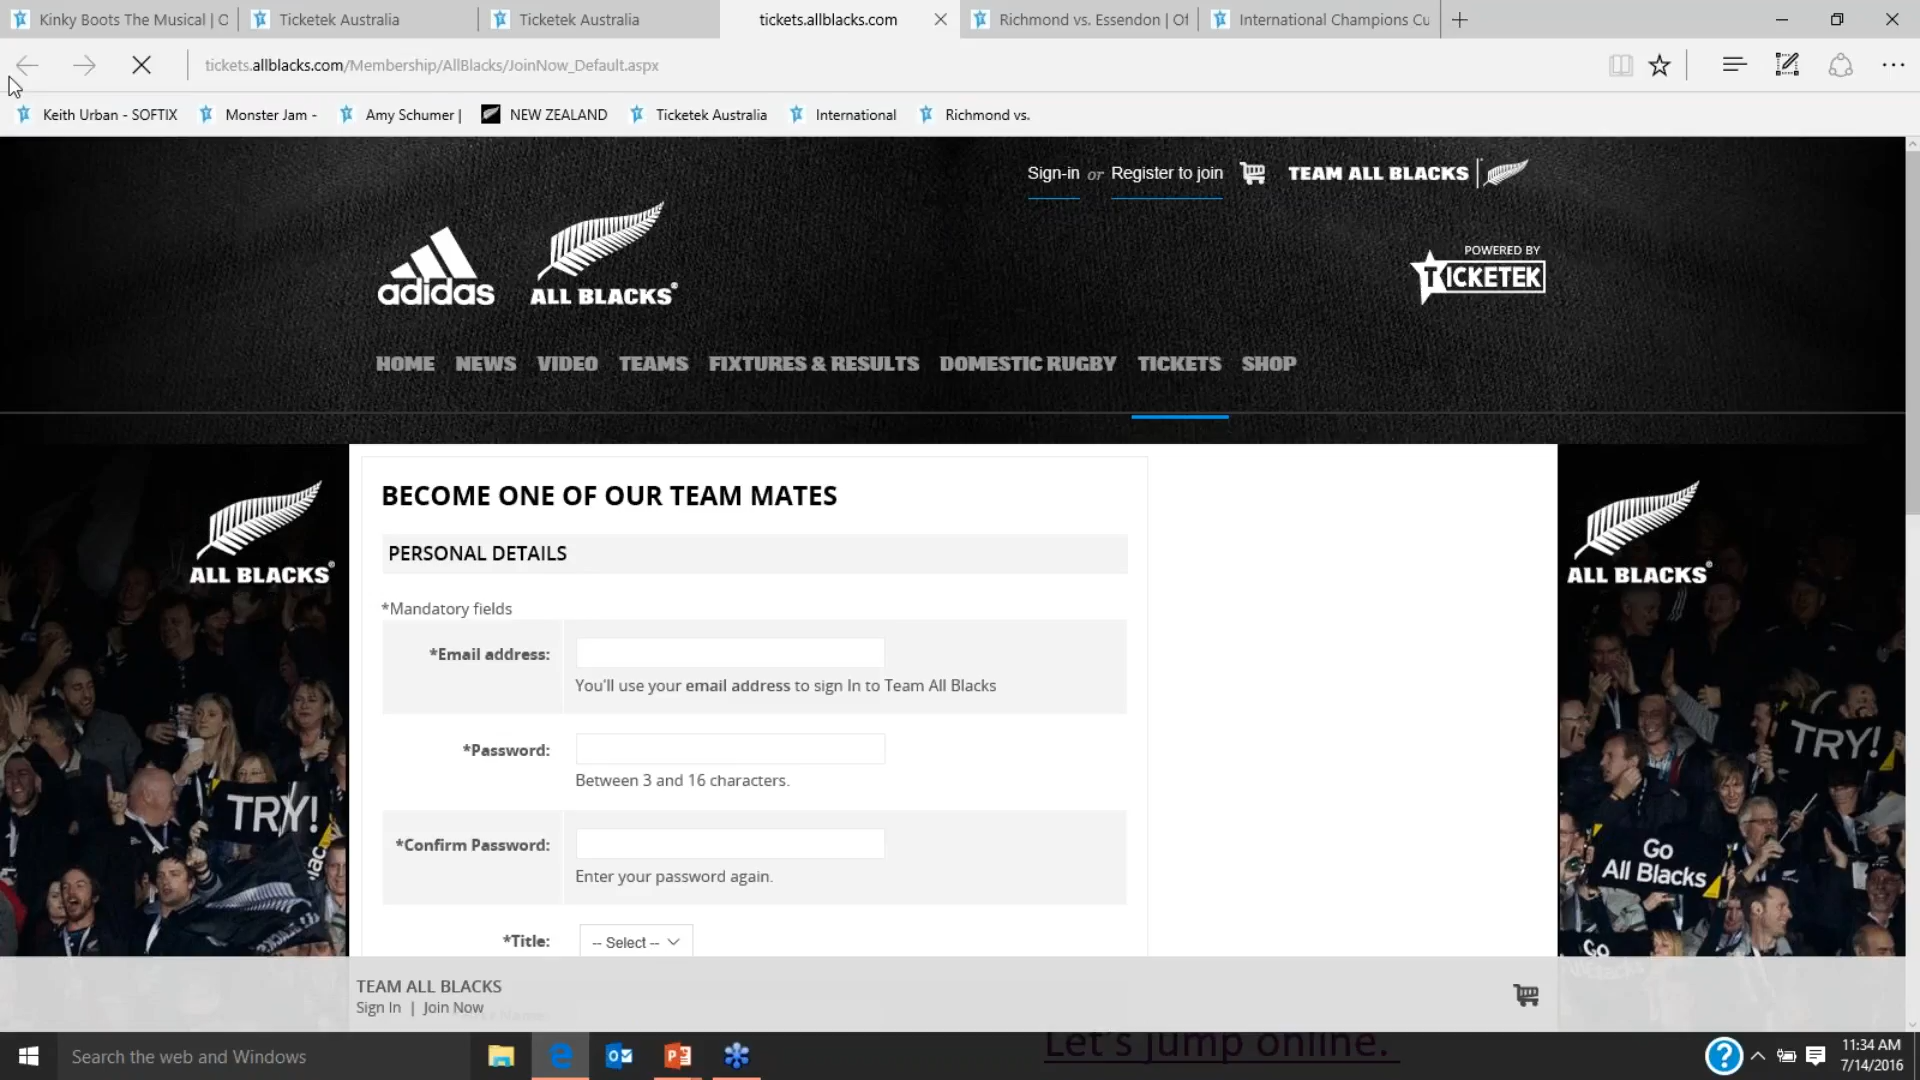 Kinky Boots The Musical | O
Ticketek Australia
Ticketek Australia
tickets.allblacks.com
Richmond vs. Essendon | Of
International Champions Cu
tickets.allblacks.com/Membership/AllBlacks/JoinNow_Default.aspx
Keith Urban - SOFTIX
Monster Jam -
Amy Schumer |
NEW ZEALAND
Ticketek Australia
International
Richmond vs.
Sign-in or Register to join
TEAM ALL BLACKS
adidas
ALL BLACKS®
POWERED BY
TICKETEK
HOME NEWS VIDEO TEAMS FIXTURES & RESULTS DOMESTIC RUGBY TICKETS SHOP
BECOME ONE OF OUR TEAM MATES
PERSONAL DETAILS
*Mandatory fields
*Email address:
You'll use your email address to sign In to Team All Blacks
*Password:
Between 3 and 16 characters.
*Confirm Password:
Enter your password again.
*Title:
-- Select --
ALL BLACKS®
TRY!
ALL BLACKS®
TRY!
Go
All Blacks
Go
TEAM ALL BLACKS
Sign In | Join Now
Let's jump online.
Search the web and Windows
11:34 AM
7/14/2016